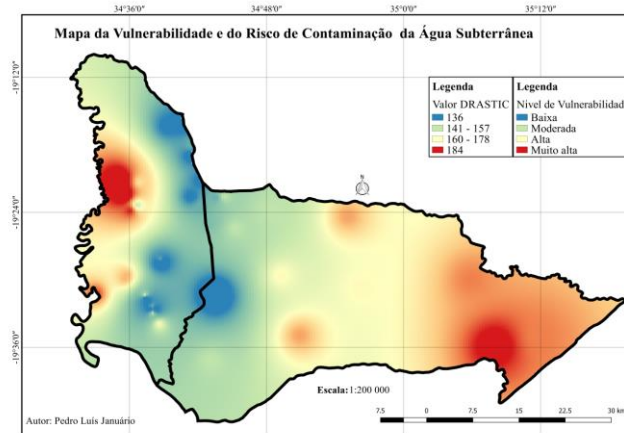 34°36'0"
34°48'0"
35°0'0"
35°12'0"
Mapa da Vulnerabilidade e do Risco de Contaminação da Água Subterrânea
-19°12'0"
-19°24'0"
-19°36'0"
Legenda
Valor DRASTIC
136
141 - 157
160 - 178
184
Legenda
Nivel de Vulnerabilidad
Baixa
Moderada
Alta
Muito alta
N
Escala:1:200 000
Autor: Pedro Luís Januário
7.5 0 7.5 15 22.5 30 km